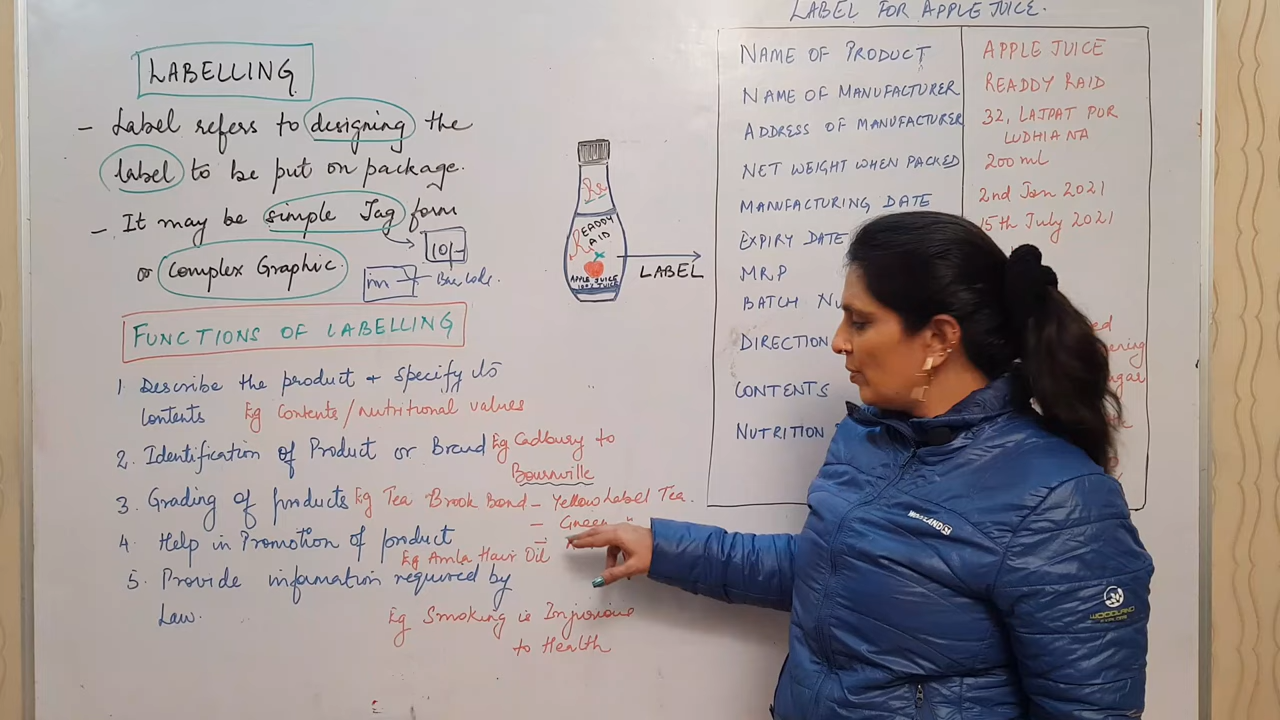 LABELLING
- Label refers to designing the
label to be put on package.
- It may be simple Tag form
or Complex Graphic.
10/-
Bar Code.
FUNCTIONS OF LABELLING
1. Describe the product + specify its
contents Eg Contents/nutritional values
2. Identification of Product or Brand Eg Cadbury to
Bournville
3. Grading of products Eg Tea Brook Bond - Yellow Label Tea.
- Green "
4. Help in Promotion of product
Eg Amla Hair Oil
5. Provide information required by
Law.
Eg Smoking is Injurious
to Health
READDY
RAID
APPLE JUICE
LABEL
LABEL FOR APPLE JUICE.
NAME OF PRODUCT APPLE JUICE
NAME OF MANUFACTURER READDY RAID
ADDRESS OF MANUFACTURER 32, LAJPAT PUR
LUDHIANA
NET WEIGHT WHEN PACKED 200 ml
MANUFACTURING DATE 2nd Jan 2021
EXPIRY DATE 15th July 2021
MRP
BATCH
DIRECTION
CONTENTS
NUTRITION
WOODLAND
WOODLAND